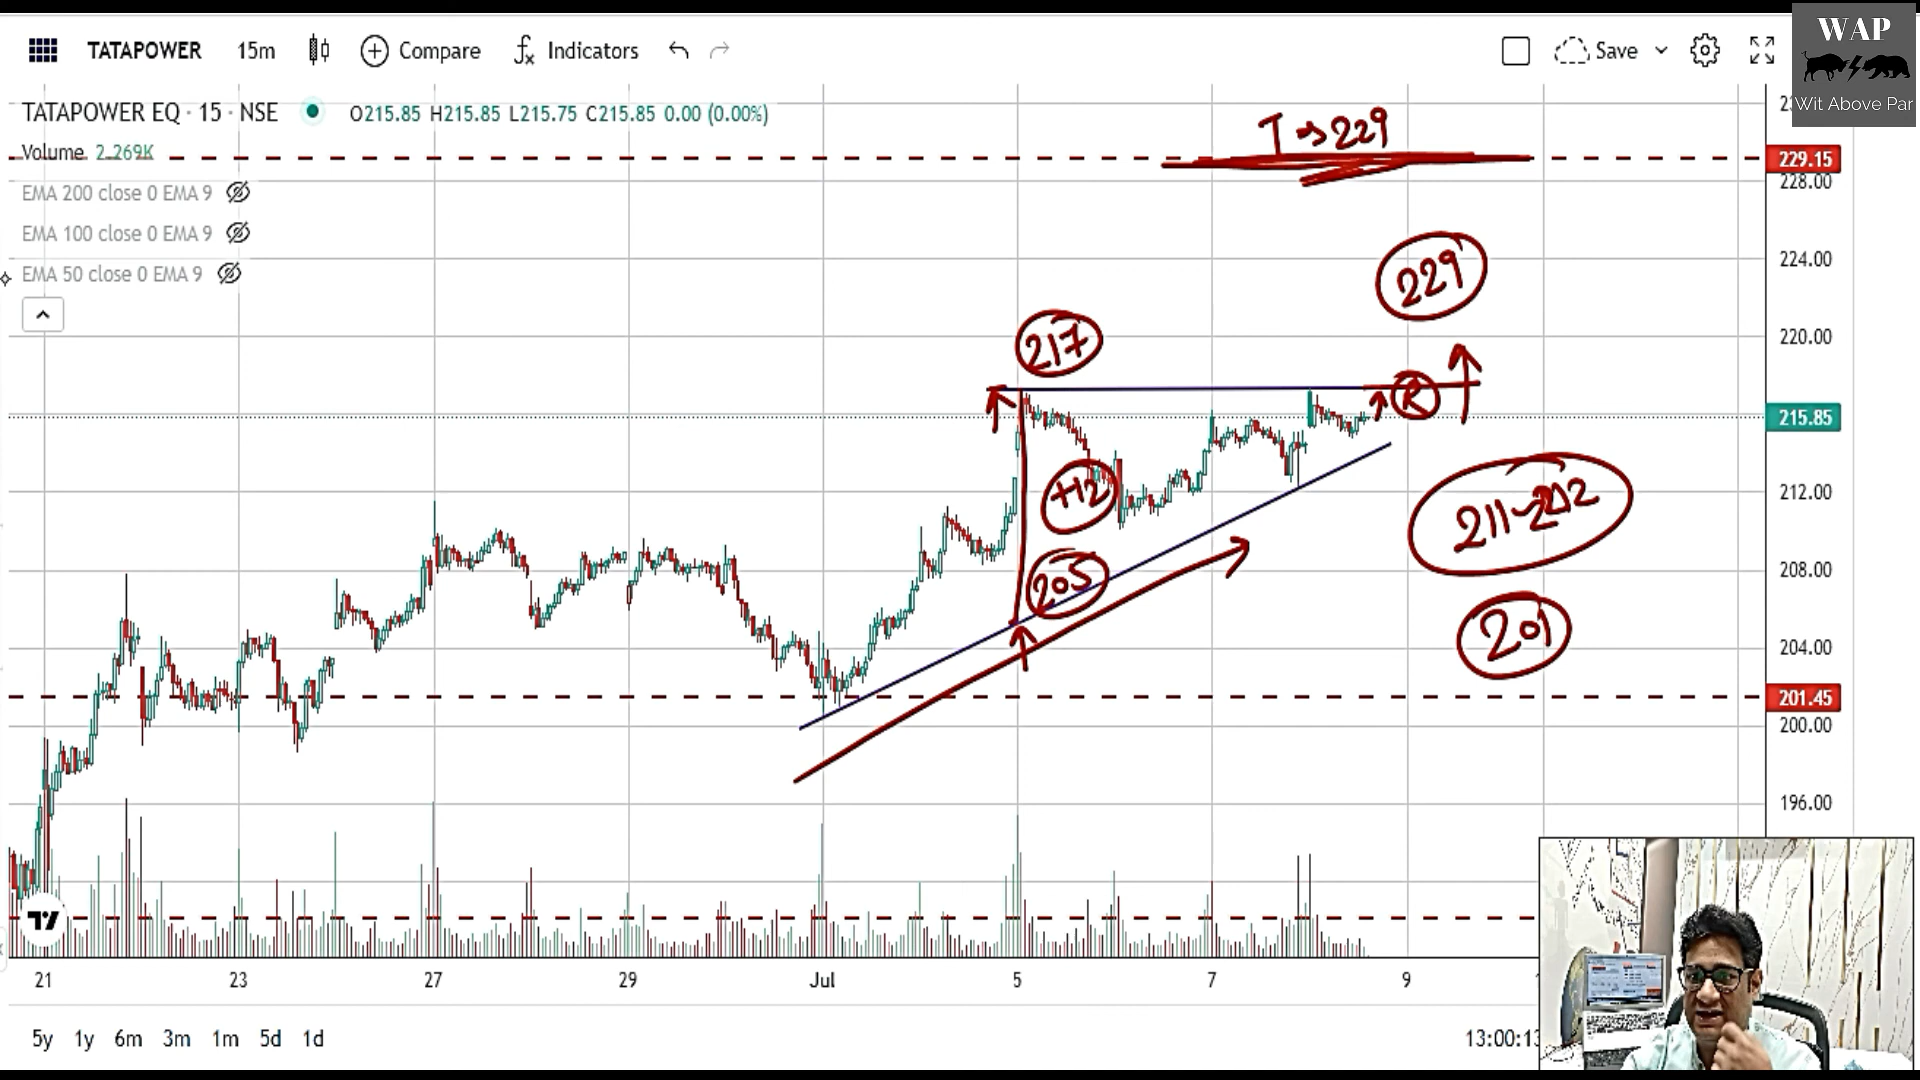 WAP
Wit Above Par
TATAPOWER 15m Compare Indicators Save
TATAPOWER EQ · 15 · NSE O215.85 H215.85 L215.75 C215.85 0.00 (0.00%)
Volume 2.269K
EMA 200 close 0 EMA 9
EMA 100 close 0 EMA 9
EMA 50 close 0 EMA 9
T → 229
229.15
228.00
224.00
220.00
215.85
212.00
208.00
204.00
201.45
200.00
196.00
229
217
R
+12
211-212
205
201
21 23 27 29 Jul 5 7 9
5y 1y 6m 3m 1m 5d 1d
13:00:13